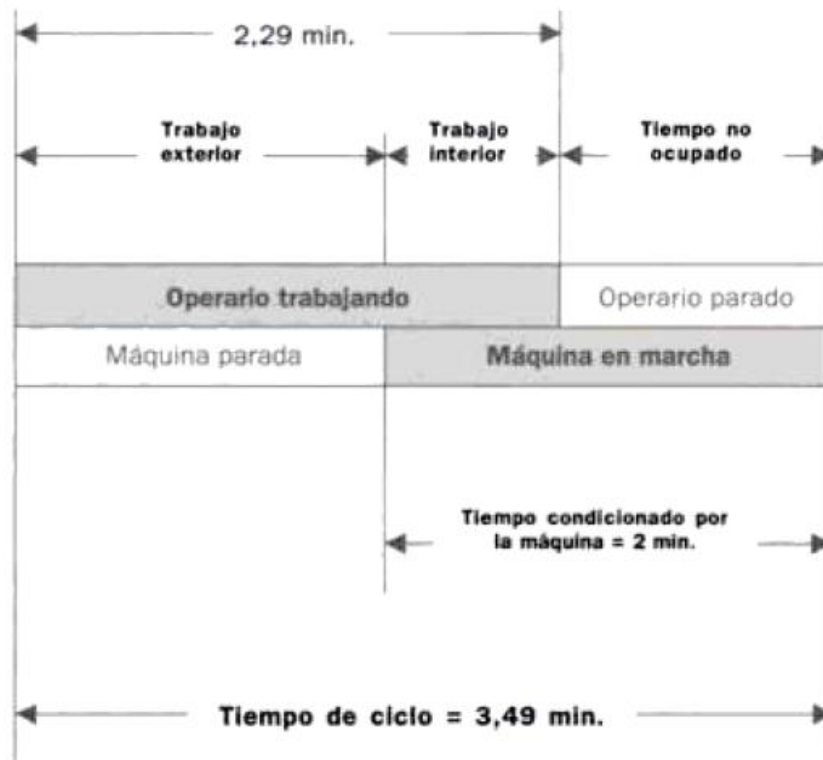 2,29 min.
Trabajo
exterior
Trabajo
interior
Tiempo no
ocupado
Operario trabajando
Operario parado
Máquina parada
Máquina en marcha
Tiempo condicionado por
la máquina = 2 min.
Tiempo de ciclo = 3,49 min.